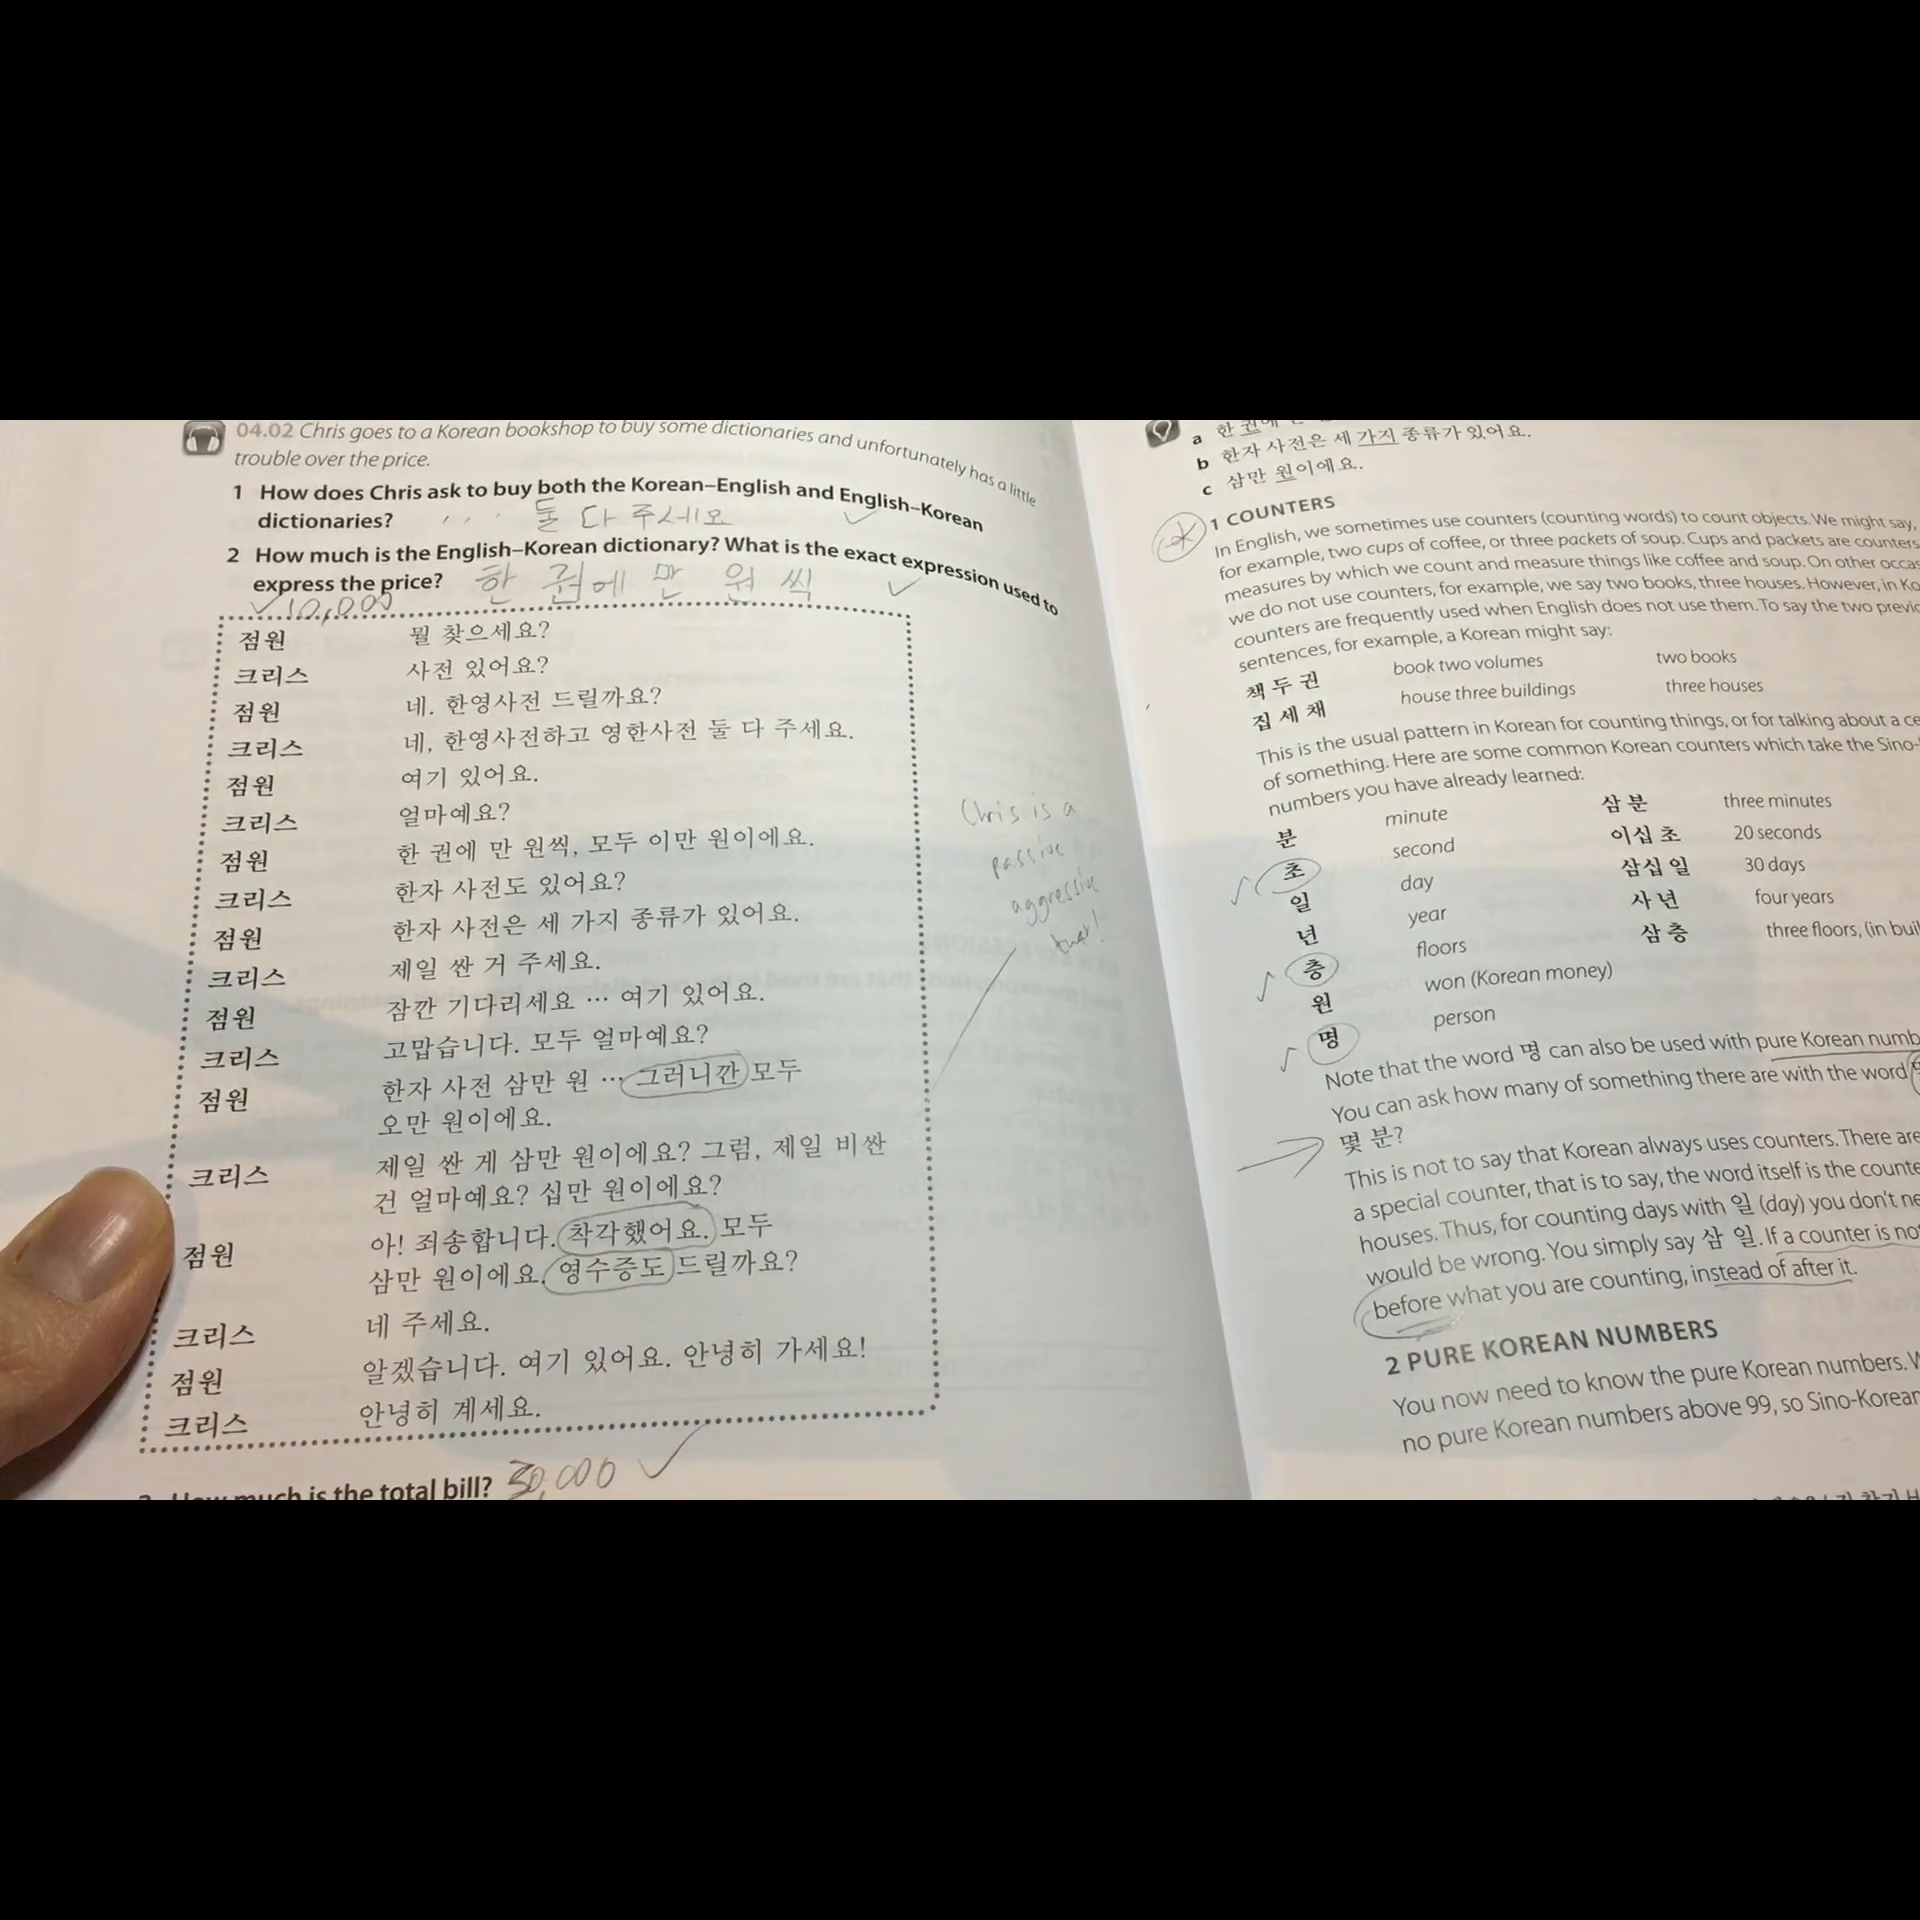 04.02 Chris goes to a Korean bookshop to buy some dictionaries and unfortunately has a little
trouble over the price.
1 How does Chris ask to buy both the Korean–English and English–Korean
dictionaries? ... 둘 다 주세요
2 How much is the English–Korean dictionary? What is the exact expression used to
express the price? 한 권에 만 원 씩
10,000
점원 뭘 찾으세요?
크리스 사전 있어요?
점원 네. 한영사전 드릴까요?
크리스 네, 한영사전하고 영한사전 둘 다 주세요.
점원 여기 있어요.
크리스 얼마예요?
점원 한 권에 만 원씩, 모두 이만 원이에요.
크리스 한자 사전도 있어요?
점원 한자 사전은 세 가지 종류가 있어요.
크리스 제일 싼 거 주세요.
점원 잠깐 기다리세요 … 여기 있어요.
크리스 고맙습니다. 모두 얼마예요?
점원 한자 사전 삼만 원 … 그러니깐 모두
오만 원이에요.
크리스 제일 싼 게 삼만 원이에요? 그럼, 제일 비싼
건 얼마예요? 십만 원이에요?
점원 아! 죄송합니다. 착각했어요. 모두
삼만 원이에요. 영수증도 드릴까요?
크리스 네 주세요.
점원 알겠습니다. 여기 있어요. 안녕히 가세요!
크리스 안녕히 계세요.
How much is the total bill? 30,000
Chris is a
passive
aggressive
a 한 권에
b 한자 사전은 세 가지 종류가 있어요.
c 삼만 원이에요.
1 COUNTERS
In English, we sometimes use counters (counting words) to count objects. We might say,
for example, two cups of coffee, or three packets of soup. Cups and packets are counters
measures by which we count and measure things like coffee and soup. On other
we do not use counters, for example, we say two books, three houses. However, in
counters are frequently used when English does not use them. To say the two
sentences, for example, a Korean might say:
책 두 권 book two volumes two books
집 세 채 house three buildings three houses
This is the usual pattern in Korean for counting things, or for talking about a
of something. Here are some common Korean counters which take the Sino-
numbers you have already learned:
분 minute 삼 분 three minutes
초 second 이십 초 20 seconds
일 day 삼십 일 30 days
년 year 사 년 four years
층 floors 삼 층 three floors, (in
원 won (Korean money)
명 person
Note that the word 명 can also be used with pure Korean
You can ask how many of something there are with the word
몇 분?
This is not to say that Korean always uses counters. There are
a special counter, that is to say, the word itself is the
houses. Thus, for counting days with 일 (day) you don't
would be wrong. You simply say 삼 일. If a counter is
before what you are counting, instead of after it.
2 PURE KOREAN NUMBERS
You now need to know the pure Korean numbers.
no pure Korean numbers above 99, so Sino-Korean